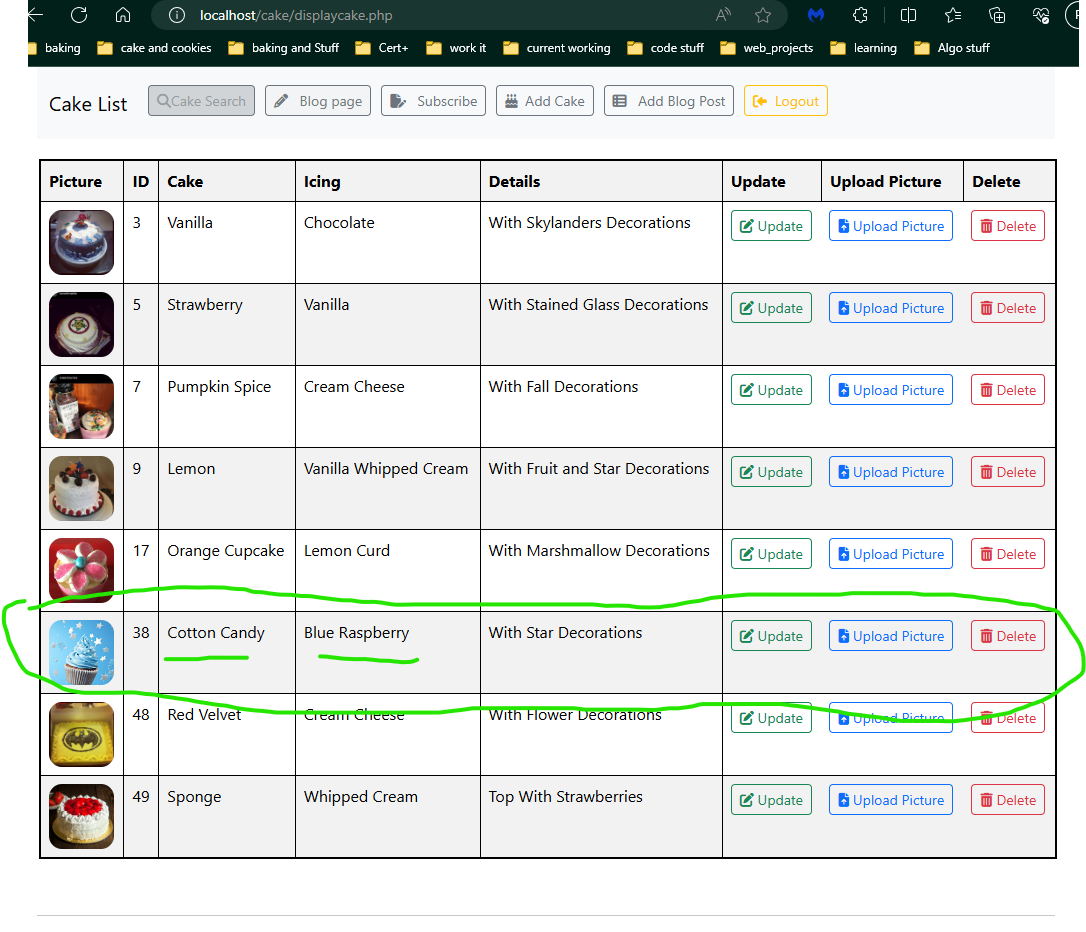 localhost/cake/displaycake.php
baking cake and cookies baking and Stuff Cert+ work it current working code stuff web_projects learning Algo stuff
Cake List Cake Search Blog page Subscribe Add Cake Add Blog Post Logout
Picture ID Cake Icing Details Update Upload Picture Delete
3 Vanilla Chocolate With Skylanders Decorations Update Upload Picture Delete
5 Strawberry Vanilla With Stained Glass Decorations Update Upload Picture Delete
7 Pumpkin Spice Cream Cheese With Fall Decorations Update Upload Picture Delete
9 Lemon Vanilla Whipped Cream With Fruit and Star Decorations Update Upload Picture Delete
17 Orange Cupcake Lemon Curd With Marshmallow Decorations Update Upload Picture Delete
38 Cotton Candy Blue Raspberry With Star Decorations Update Upload Picture Delete
48 Red Velvet Cream Cheese With Flower Decorations Update Upload Picture Delete
49 Sponge Whipped Cream Top With Strawberries Update Upload Picture Delete